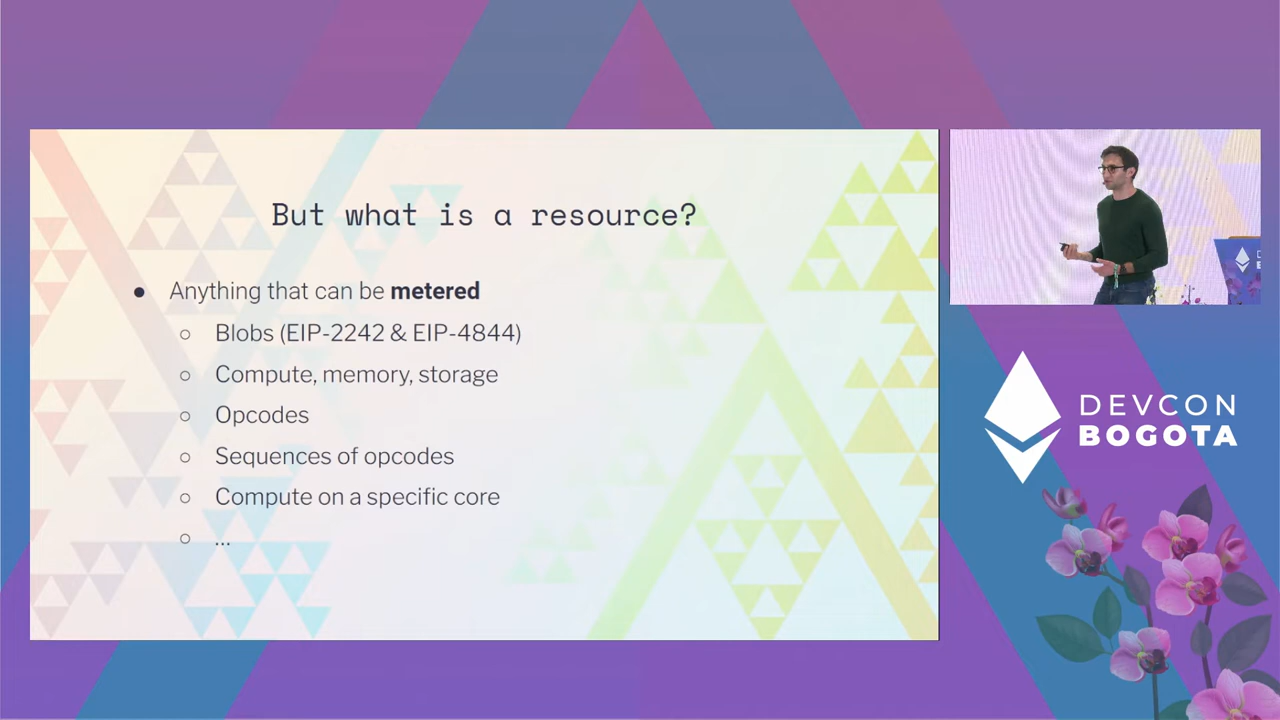 But what is a resource?
● Anything that can be metered
○ Blobs (EIP-2242 & EIP-4844)
○ Compute, memory, storage
○ Opcodes
○ Sequences of opcodes
○ Compute on a specific core
○ ...
DEVCON
BOGOTA